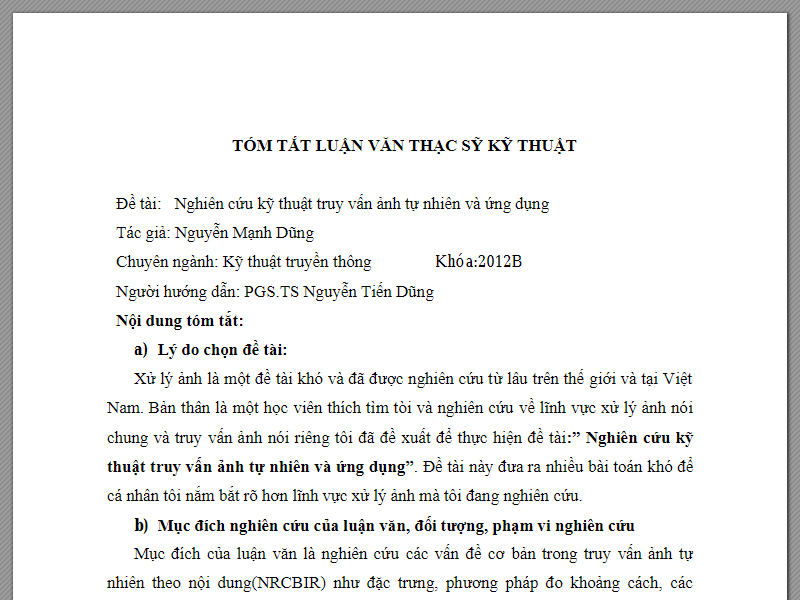 TÓM TẮT LUẬN VĂN THẠC SỸ KỸ THUẬT
Đề tài: Nghiên cứu kỹ thuật truy vấn ảnh tự nhiên và ứng dụng
Tác giả: Nguyễn Mạnh Dũng
Chuyên ngành: Kỹ thuật truyền thông Khóa:2012B
Người hướng dẫn: PGS.TS Nguyễn Tiến Dũng
Nội dung tóm tắt:
a) Lý do chọn đề tài:
Xử lý ảnh là một đề tài khó và đã được nghiên cứu từ lâu trên thế giới và tại Việt
Nam. Bản thân là một học viên thích tìm tòi và nghiên cứu về lĩnh vực xử lý ảnh nói
chung và truy vấn ảnh nói riêng tôi đã đề xuất để thực hiện đề tài:” Nghiên cứu kỹ
thuật truy vấn ảnh tự nhiên và ứng dụng”. Đề tài này đưa ra nhiều bài toán khó để
cá nhân tôi nắm bắt rõ hơn lĩnh vực xử lý ảnh mà tôi đang nghiên cứu.
b) Mục đích nghiên cứu của luận văn, đối tượng, phạm vi nghiên cứu
Mục đích của luận văn là nghiên cứu các vấn đề cơ bản trong truy vấn ảnh tự
nhiên theo nội dung(NRCBIR) như đặc trưng, phương pháp đo khoảng cách, các